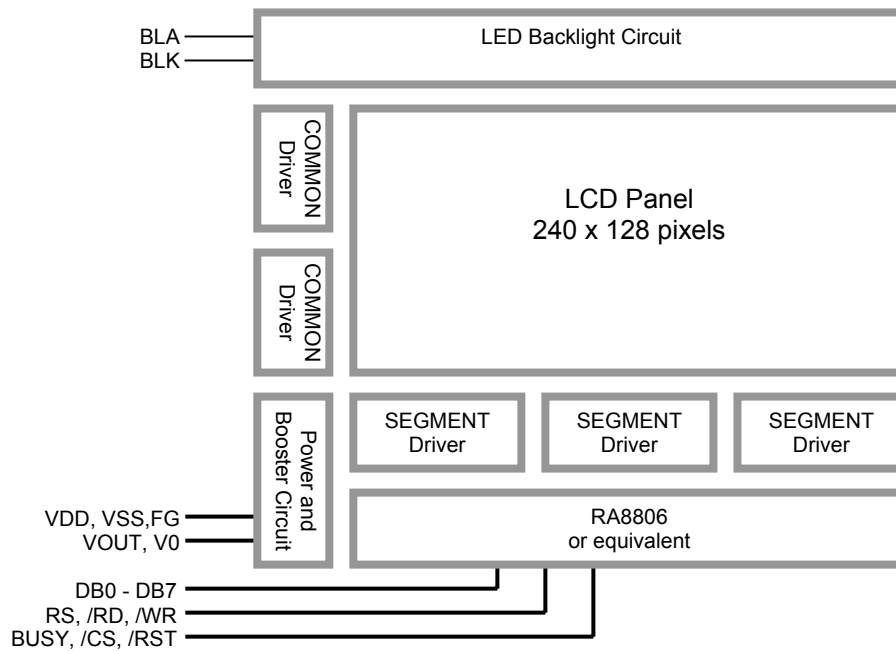 BLA
BLK
LED Backlight Circuit
COMMON
Driver
LCD Panel
240 x 128 pixels
COMMON
Driver
Power and
Booster Circuit
SEGMENT
Driver
SEGMENT
Driver
SEGMENT
Driver
VDD, VSS,FG
VOUT, V0
RA8806
or equivalent
DB0 - DB7
RS, /RD, /WR
BUSY, /CS, /RST